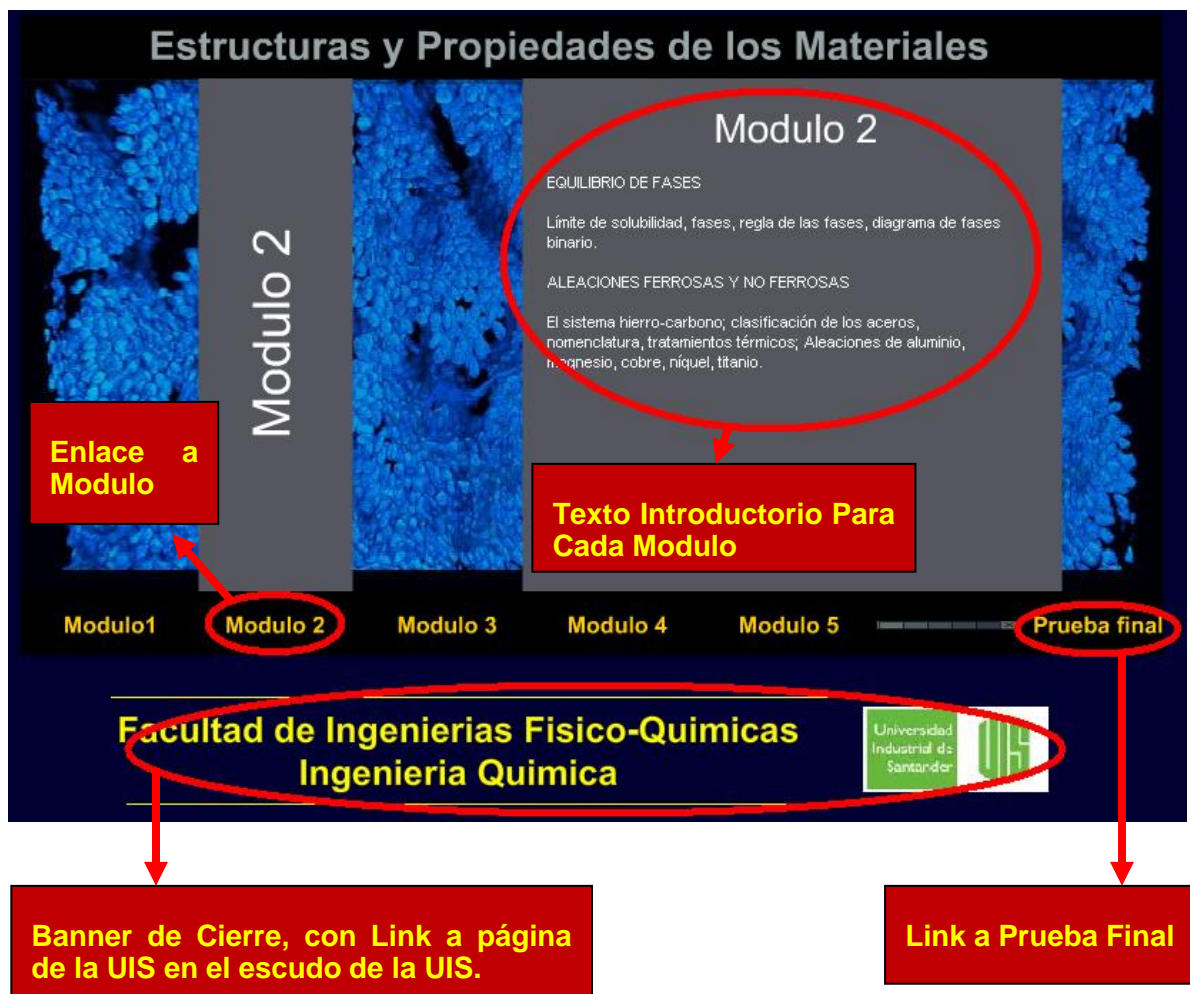 Estructuras y Propiedades de los Materiales
Modulo 2
Modulo 2
EQUILIBRIO DE FASES
Límite de solubilidad, fases, regla de las fases, diagrama de fases
binario.
ALEACIONES FERROSAS Y NO FERROSAS
El sistema hierro-carbono; clasificación de los aceros,
nomenclatura, tratamientos térmicos; Aleaciones de aluminio,
magnesio, cobre, níquel, titanio.
Enlace a
Modulo
Texto Introductorio Para
Cada Modulo
Modulo1
Modulo 2
Modulo 3
Modulo 4
Modulo 5
Prueba final
Facultad de Ingenierias Fisico-Quimicas
Ingenieria Quimica
Universidad
Industrial de
Santander
UIS
Banner de Cierre, con Link a página
de la UIS en el escudo de la UIS.
Link a Prueba Final